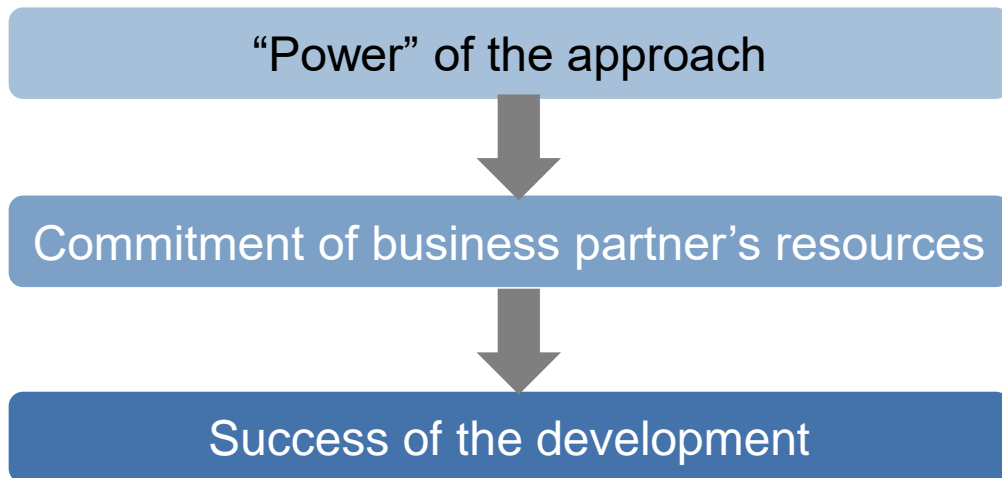 “Power” of the approach
Commitment of business partner’s resources
Success of the development